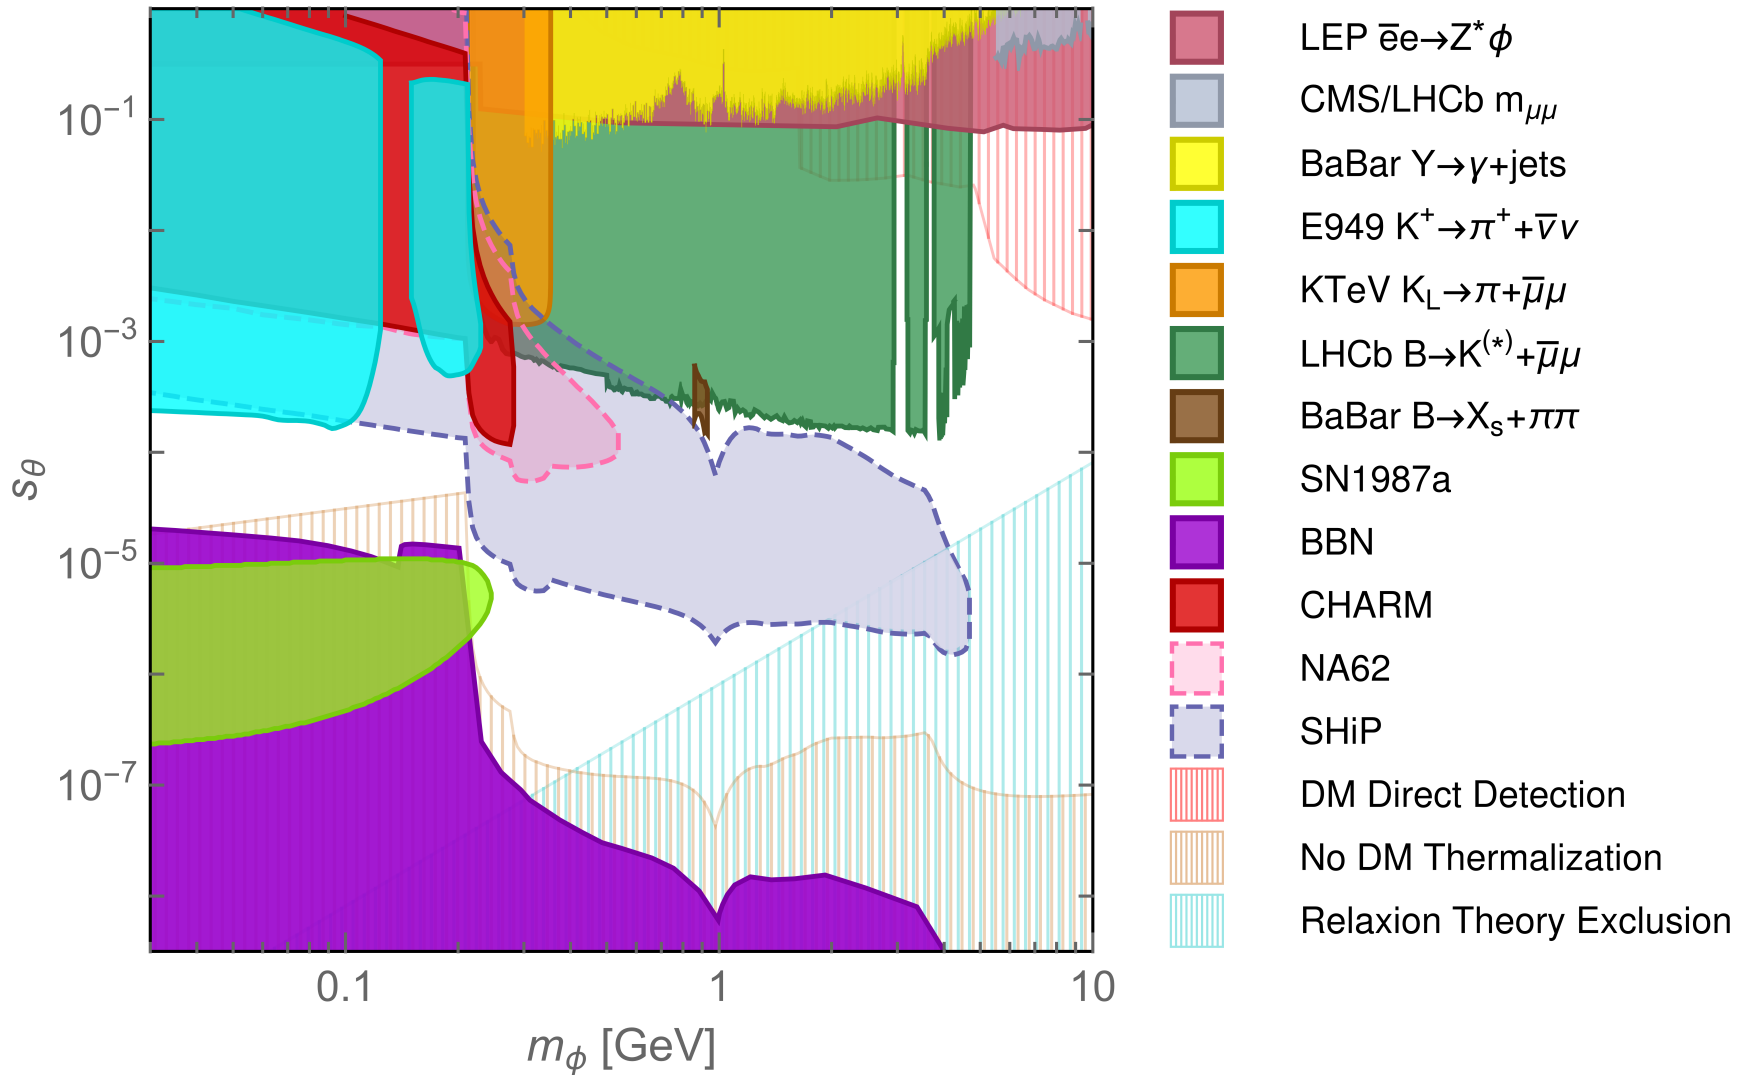 10⁻¹
10⁻³
10⁻⁵
10⁻⁷
sθ
0.1 1 10
mϕ [GeV]
LEP e̅e→Z*ϕ
CMS/LHCb mμμ
BaBar Υ→γ+jets
E949 K⁺→π⁺+ν̅ν
KTeV K_L→π+μ̅μ
LHCb B→K⁽*⁾+μ̅μ
BaBar B→Xₛ+ππ
SN1987a
BBN
CHARM
NA62
SHiP
DM Direct Detection
No DM Thermalization
Relaxion Theory Exclusion